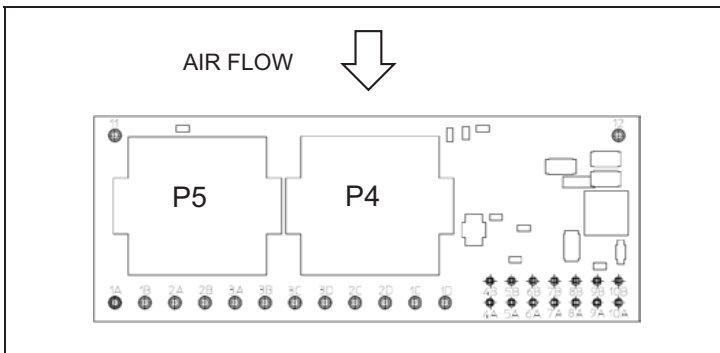 AIR FLOW
11 12
P5 P4
1A 1B 2A 2B 3A 3B 3C 3D 2C 2D 1C 1D
4B 5B 6B 7B 8B 9B 10B
4A 5A 6A 7A 8A 9A 10A